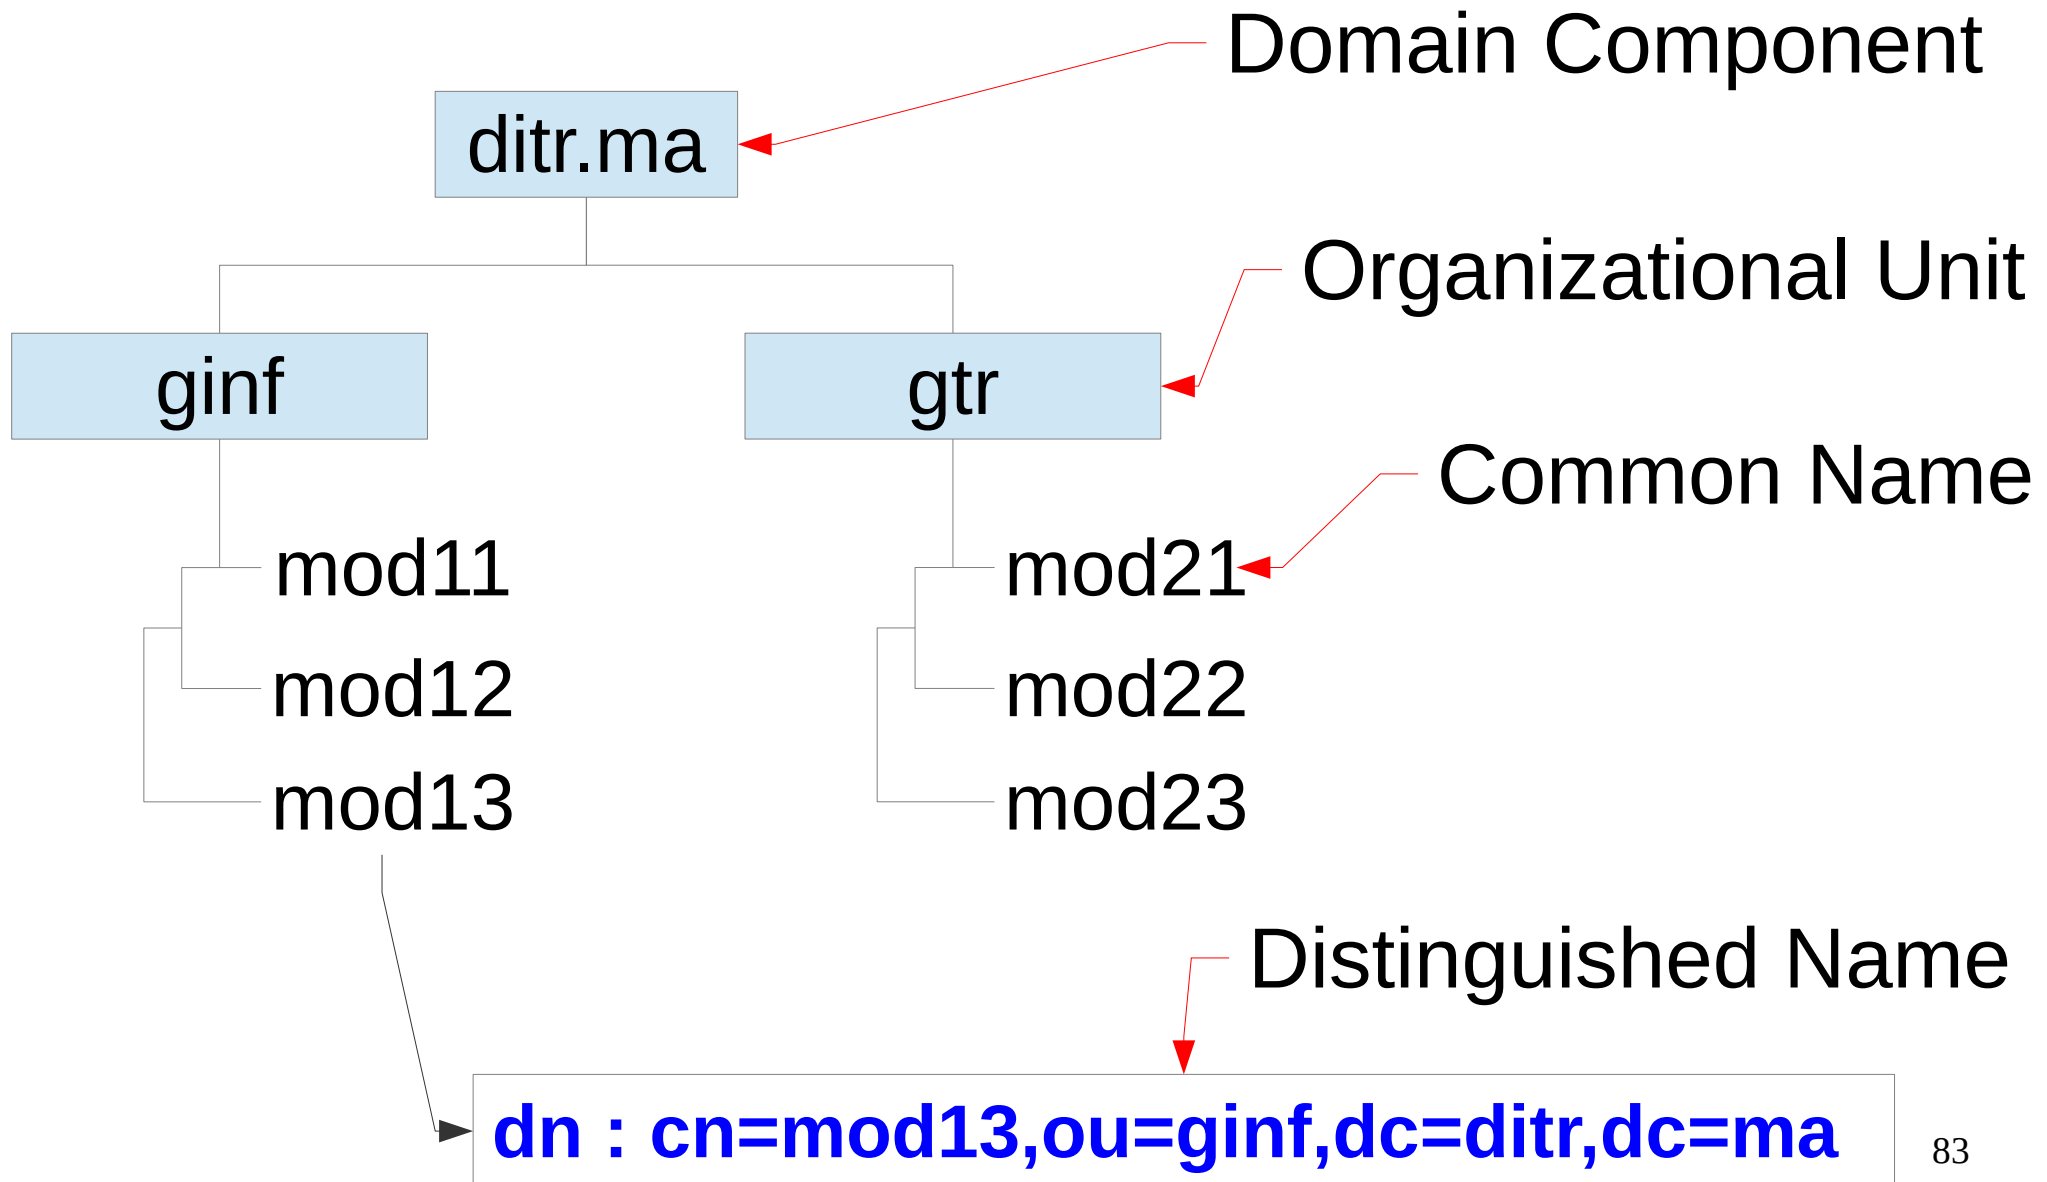 Domain Component
ditr.ma
Organizational Unit
ginf
gtr
Common Name
mod11
mod21
mod12
mod22
mod13
mod23
Distinguished Name
dn : cn=mod13,ou=ginf,dc=ditr,dc=ma
83